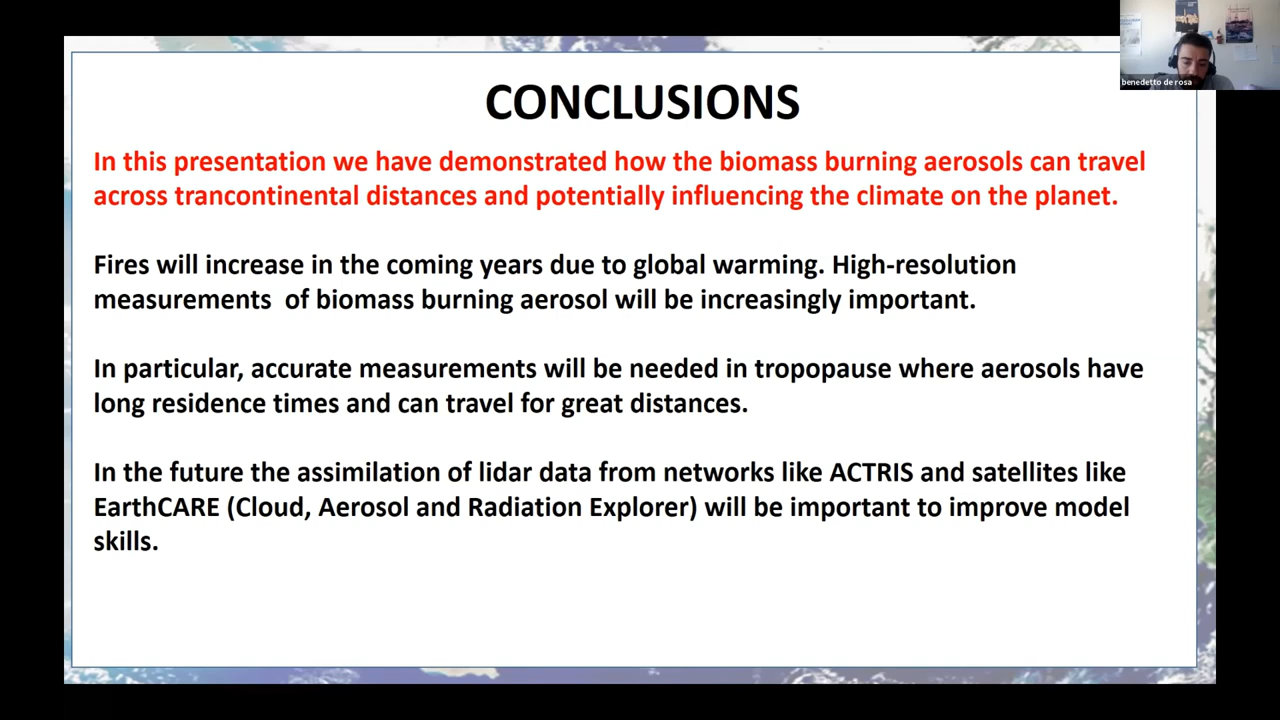 CONCLUSIONS
benedetto de rosa
In this presentation we have demonstrated how the biomass burning aerosols can travel
across trancontinental distances and potentially influencing the climate on the planet.
Fires will increase in the coming years due to global warming. High-resolution
measurements  of biomass burning aerosol will be increasingly important.
In particular, accurate measurements will be needed in tropopause where aerosols have
long residence times and can travel for great distances.
In the future the assimilation of lidar data from networks like ACTRIS and satellites like
EarthCARE (Cloud, Aerosol and Radiation Explorer) will be important to improve model
skills.